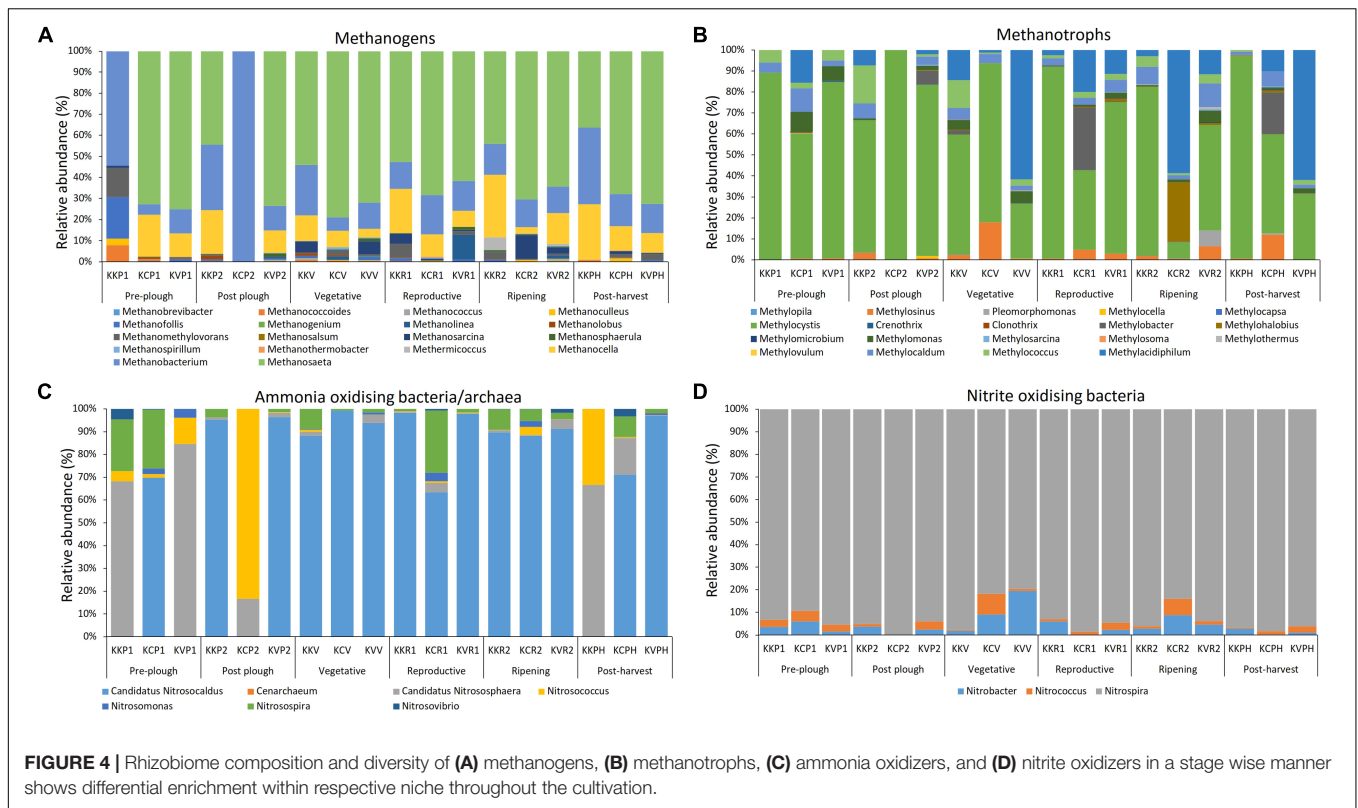 A
Methanogens
Relative abundance (%)
100%
90%
80%
70%
60%
50%
40%
30%
20%
10%
0%
KKP1 KCP1 KVP1 KKP2 KCP2 KVP2 KKV KCV KVV KKR1 KCR1 KVR1 KKR2 KCR2 KVR2 KKPH KCPH KVPH
Pre-plough Post plough Vegetative Reproductive Ripening Post-harvest
Methanobrevibacter Methanococcoides Methanococcus Methanoculleus
Methanofollis Methanogenium Methanolinea Methanolobus
Methanomethylovorans Methanosalsum Methanosarcina Methanosphaerula
Methanospirillum Methanothermobacter Methermicoccus Methanocella
Methanobacterium Methanosaeta
B
Methanotrophs
Relative abundance (%)
100%
90%
80%
70%
60%
50%
40%
30%
20%
10%
0%
KKP1 KCP1 KVP1 KKP2 KCP2 KVP2 KKV KCV KVV KKR1 KCR1 KVR1 KKR2 KCR2 KVR2 KKPH KCPH KVPH
Pre-plough Post plough Vegetative Reproductive Ripening Post-harvest
Methylopila Methylosinus Pleomorphomonas Methylocella Methylocapsa
Methylocystis Crenothrix Clonothrix Methylobacter Methylohalobius
Methylomicrobium Methylomonas Methylosarcina Methylosoma Methylothermus
Methylovulum Methylocaldum Methylococcus Methylacidiphilum
C
Ammonia oxidising bacteria/archaea
Relative abundance (%)
100%
90%
80%
70%
60%
50%
40%
30%
20%
10%
0%
KKP1 KCP1 KVP1 KKP2 KCP2 KVP2 KKV KCV KVV KKR1 KCR1 KVR1 KKR2 KCR2 KVR2 KKPH KCPH KVPH
Pre-plough Post plough Vegetative Reproductive Ripening Post-harvest
Candidatus Nitrosocaldus Cenarchaeum Candidatus Nitrososphaera Nitrosococcus
Nitrosomonas Nitrosospira Nitrosovibrio
D
Nitrite oxidising bacteria
Relative abundance (%)
100%
90%
80%
70%
60%
50%
40%
30%
20%
10%
0%
KKP1 KCP1 KVP1 KKP2 KCP2 KVP2 KKV KCV KVV KKR1 KCR1 KVR1 KKR2 KCR2 KVR2 KKPH KCPH KVPH
Pre-plough Post plough Vegetative Reproductive Ripening Post-harvest
Nitrobacter Nitrococcus Nitrospira
FIGURE 4 | Rhizobiome composition and diversity of (A) methanogens, (B) methanotrophs, (C) ammonia oxidizers, and (D) nitrite oxidizers in a stage wise manner
shows differential enrichment within respective niche throughout the cultivation.